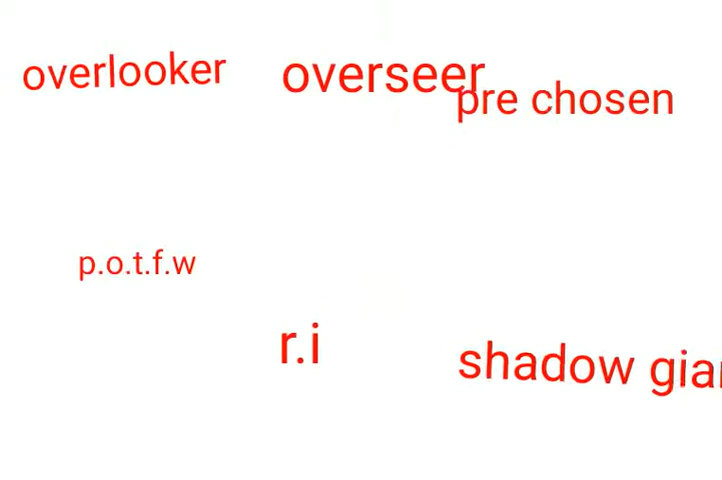 overlooker
overseer
pre chosen
p.o.t.f.w
r.i
shadow